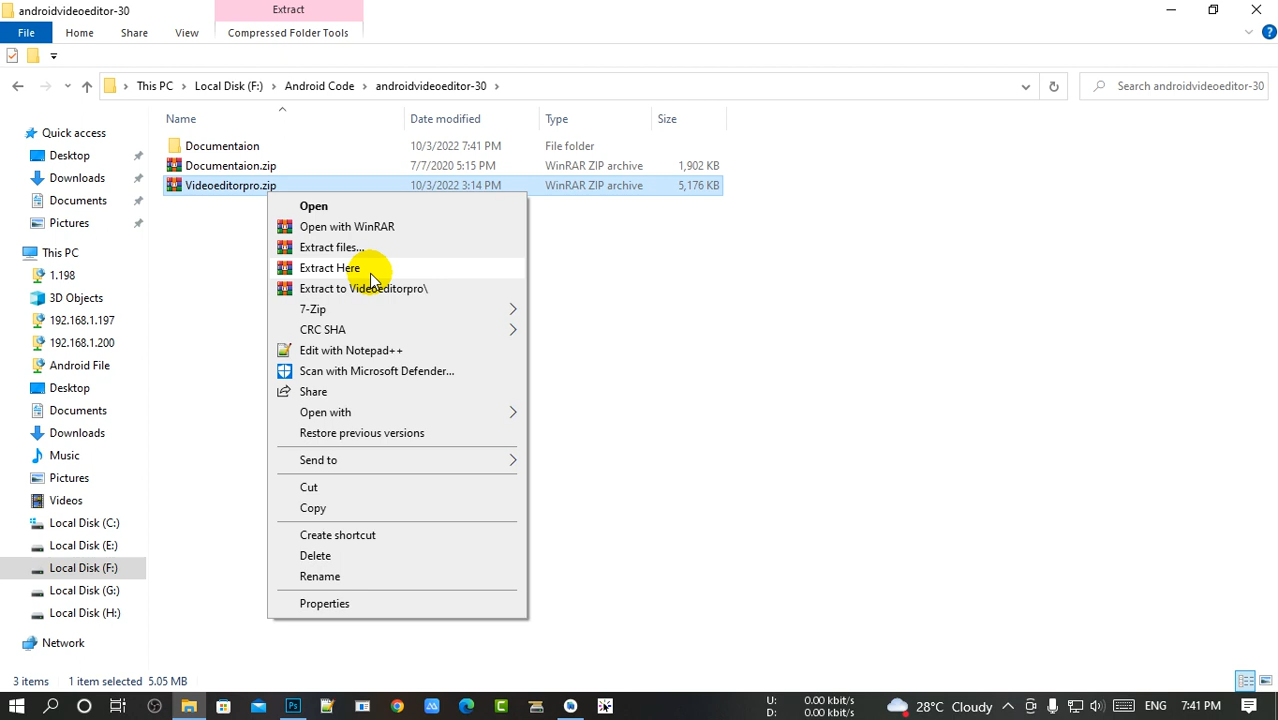 androidvideoeditor-30
Extract
File
Home
Share
View
Compressed Folder Tools
This PC
Local Disk (F:)
Android Code
androidvideoeditor-30
Search androidvideoeditor-30
Name
Date modified
Type
Size
Documentaion
10/3/2022 7:41 PM
File folder
Documentaion.zip
7/7/2020 5:15 PM
WinRAR ZIP archive
1,902 KB
Videoeditorpro.zip
10/3/2022 3:14 PM
WinRAR ZIP archive
5,176 KB
Quick access
Desktop
Downloads
Documents
Pictures
This PC
1.198
3D Objects
192.168.1.197
192.168.1.200
Android File
Desktop
Documents
Downloads
Music
Pictures
Videos
Local Disk (C:)
Local Disk (E:)
Local Disk (F:)
Local Disk (G:)
Local Disk (H:)
Network
Open
Open with WinRAR
Extract files...
Extract Here
Extract to Videoeditorpro\
7-Zip
CRC SHA
Edit with Notepad++
Scan with Microsoft Defender...
Share
Open with
Restore previous versions
Send to
Cut
Copy
Create shortcut
Delete
Rename
Properties
3 items
1 item selected 5.05 MB
U: 0.00 kbit/s
D: 0.00 kbit/s
28°C Cloudy
ENG
7:41 PM